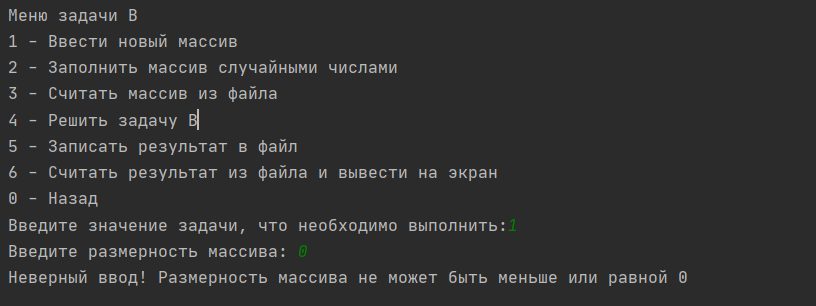 Меню задачи B
1 - Ввести новый массив
2 - Заполнить массив случайными числами
3 - Считать массив из файла
4 - Решить задачу B
5 - Записать результат в файл
6 - Считать результат из файла и вывести на экран
0 - Назад
Введите значение задачи, что необходимо выполнить:1
Введите размерность массива: 0
Неверный ввод! Размерность массива не может быть меньше или равной 0